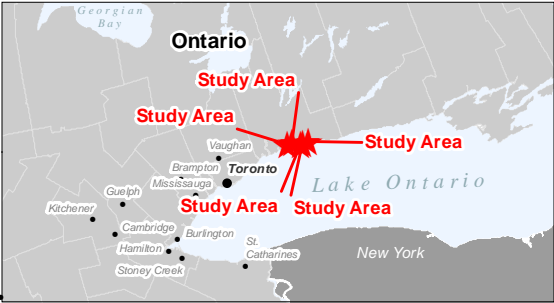 Georgian
Bay
Ontario
Study Area
Study Area
Study Area
Vaughan
Brampton
Toronto
Mississauga
Lake Ontario
Guelph
Study Area
Study Area
Kitchener
Cambridge
Burlington
Hamilton
St.
Catharines
Stoney Creek
New York